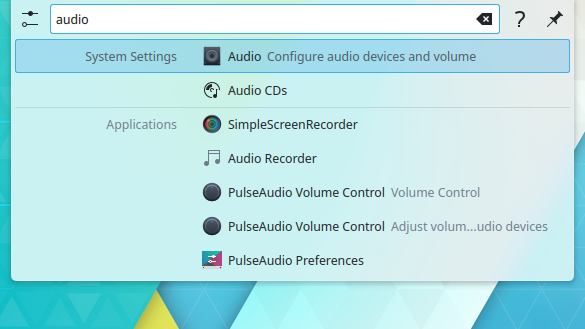 audio
System Settings Audio Configure audio devices and volume
Audio CDs
Applications SimpleScreenRecorder
Audio Recorder
PulseAudio Volume Control Volume Control
PulseAudio Volume Control Adjust volum...udio devices
PulseAudio Preferences